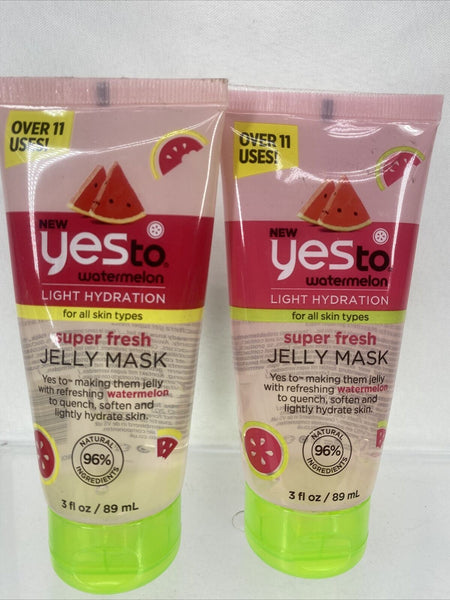 OVER 11
USES!
NEW
yes to
watermelon
LIGHT HYDRATION
for all skin types
super fresh
JELLY MASK
Yes to™ making them jelly
with refreshing watermelon
to quench, soften and
lightly hydrate skin.
NATURAL
96%
INGREDIENTS
3 fl oz / 89 mL
OVER 11
USES!
NEW
yes to
watermelon
LIGHT HYDRATION
for all skin types
super fresh
JELLY MASK
Yes to™ making them jelly
with refreshing watermelon
to quench, soften and
lightly hydrate skin.
NATURAL
96%
INGREDIENTS
3 fl oz / 89 mL